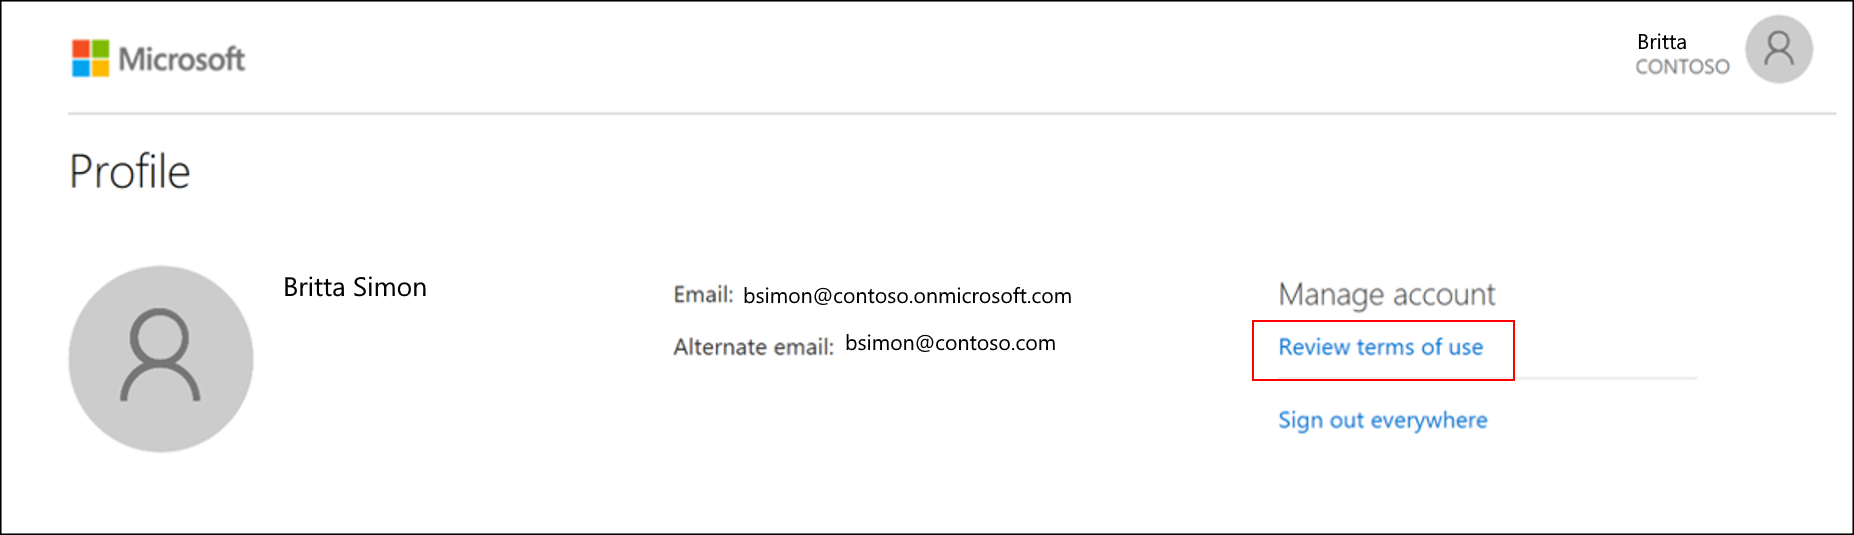 Microsoft
Britta
CONTOSO
Profile
Britta Simon
Email: bsimon@contoso.onmicrosoft.com
Alternate email: bsimon@contoso.com
Manage account
Review terms of use
Sign out everywhere